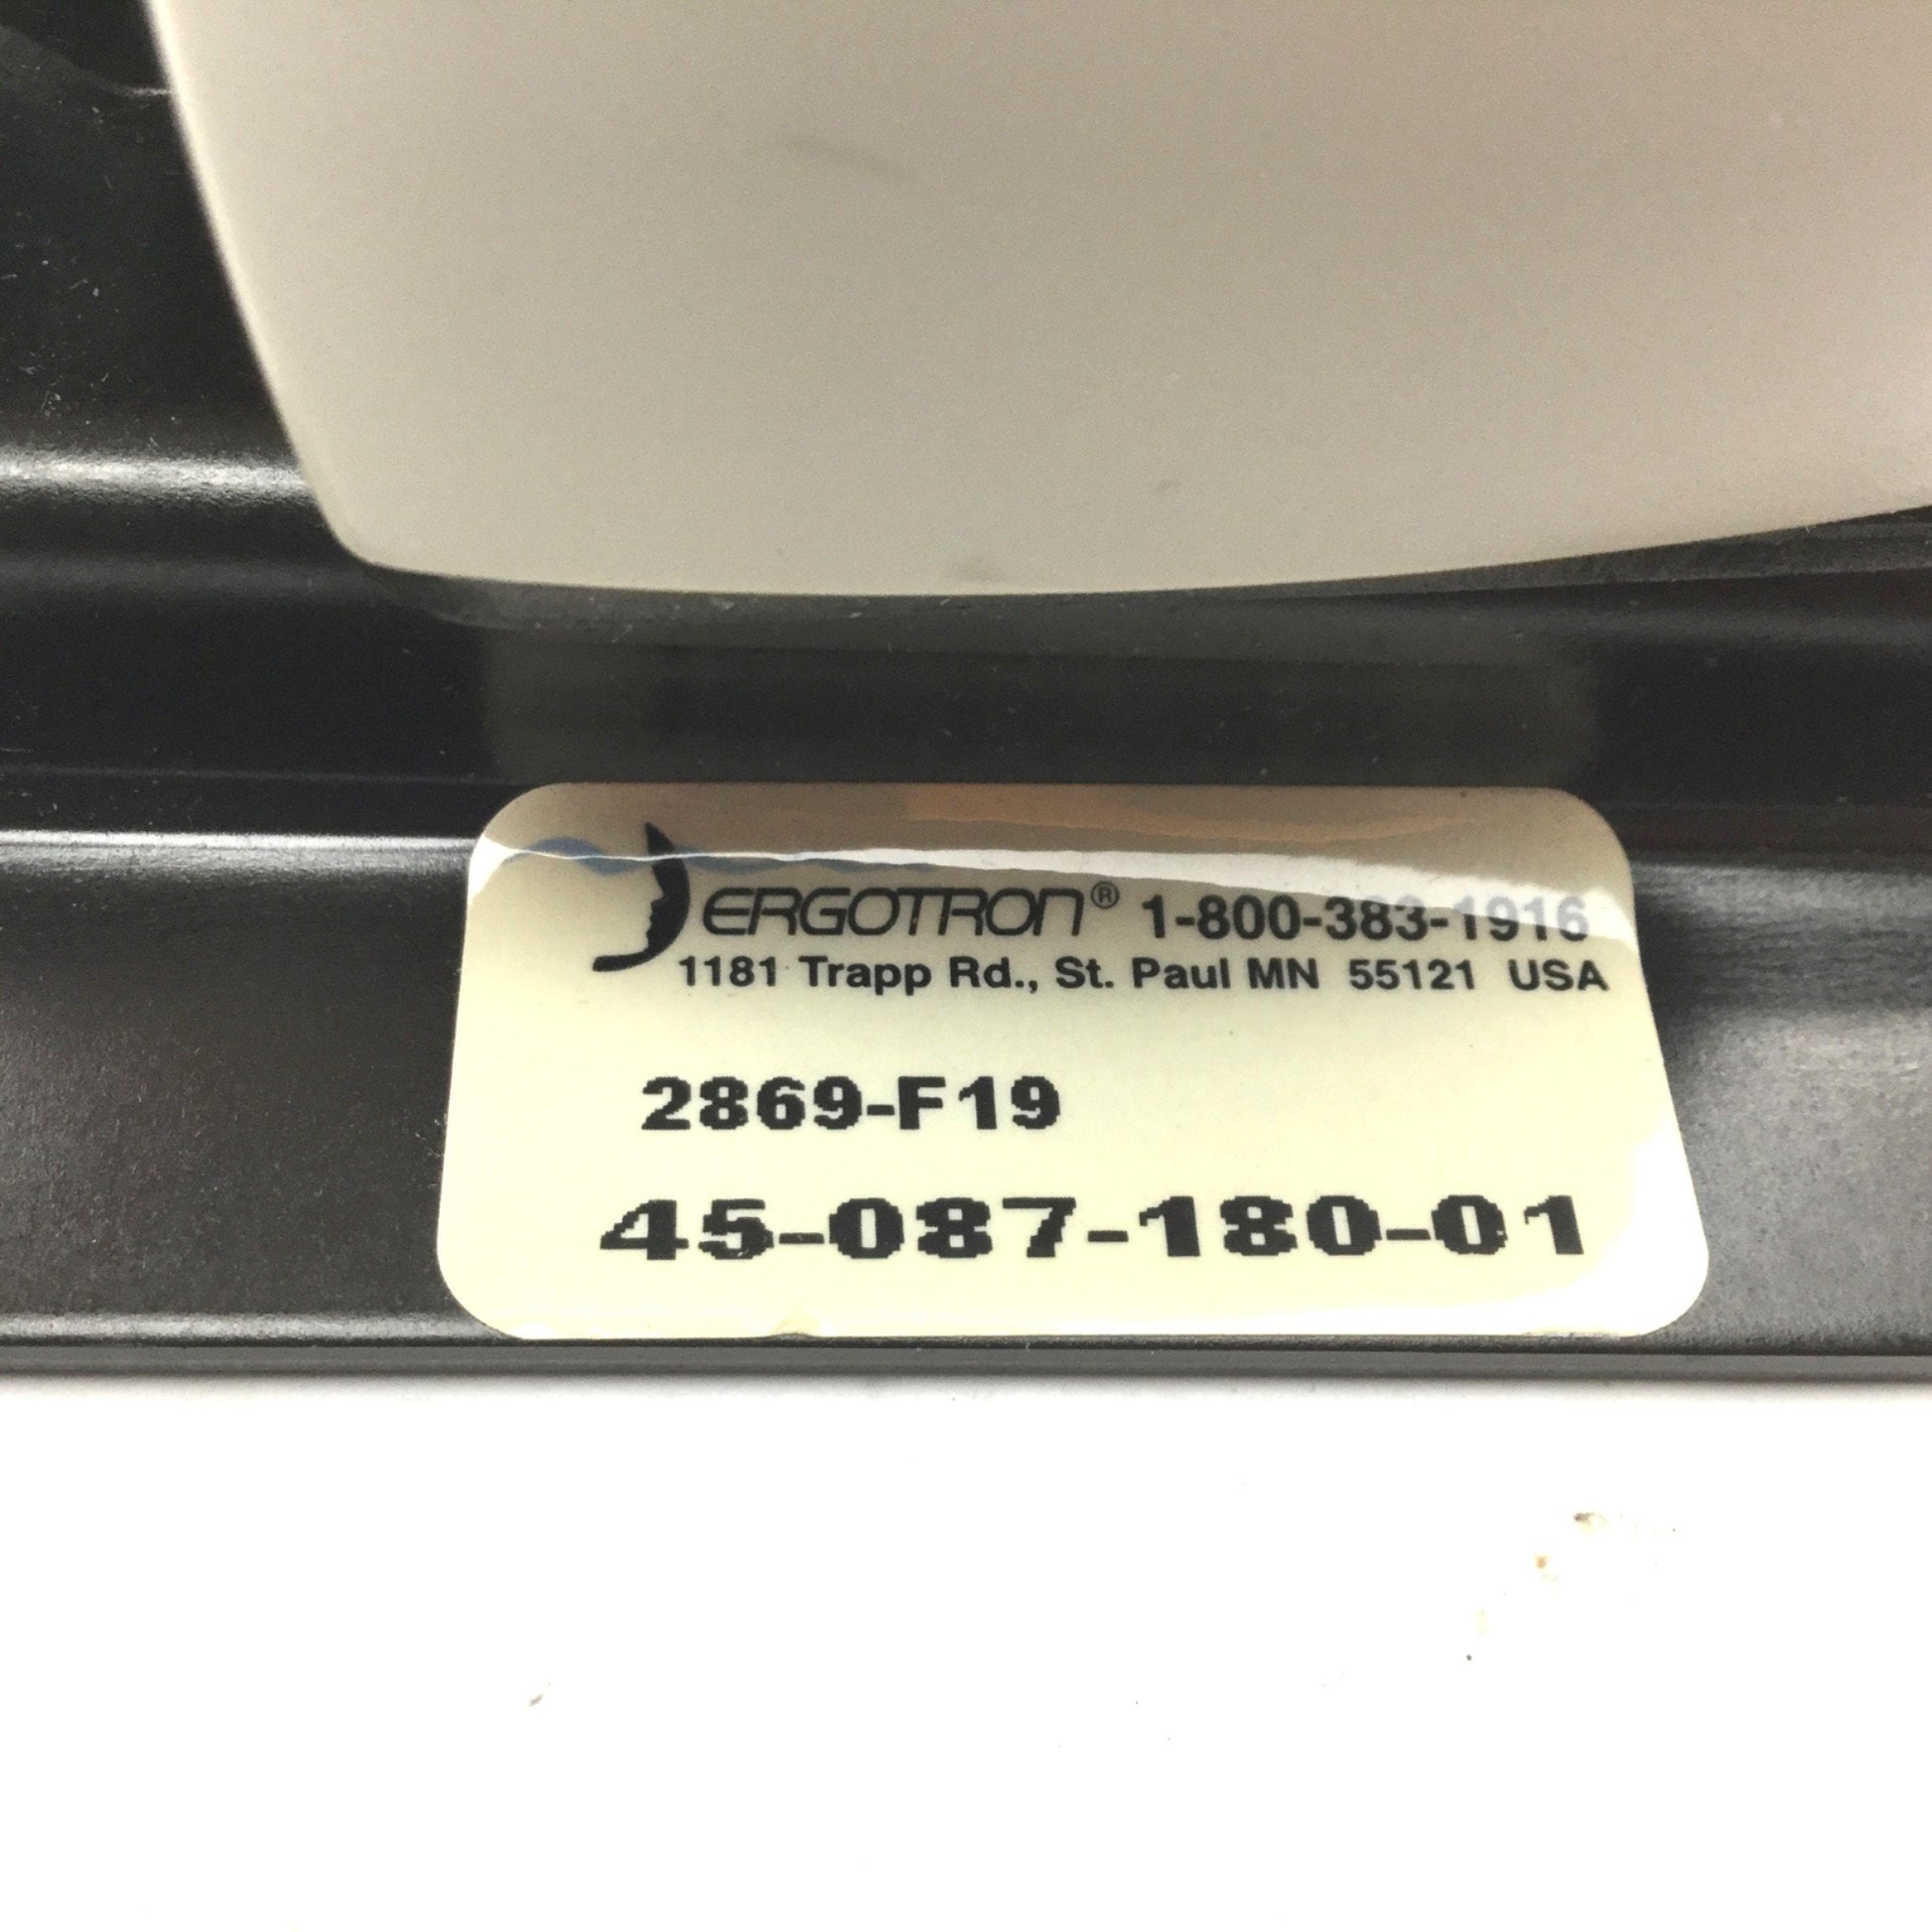 ERGOTRON® 1-800-383-1916
1181 Trapp Rd., St. Paul MN 55121 USA
2869-F19
45-087-180-01